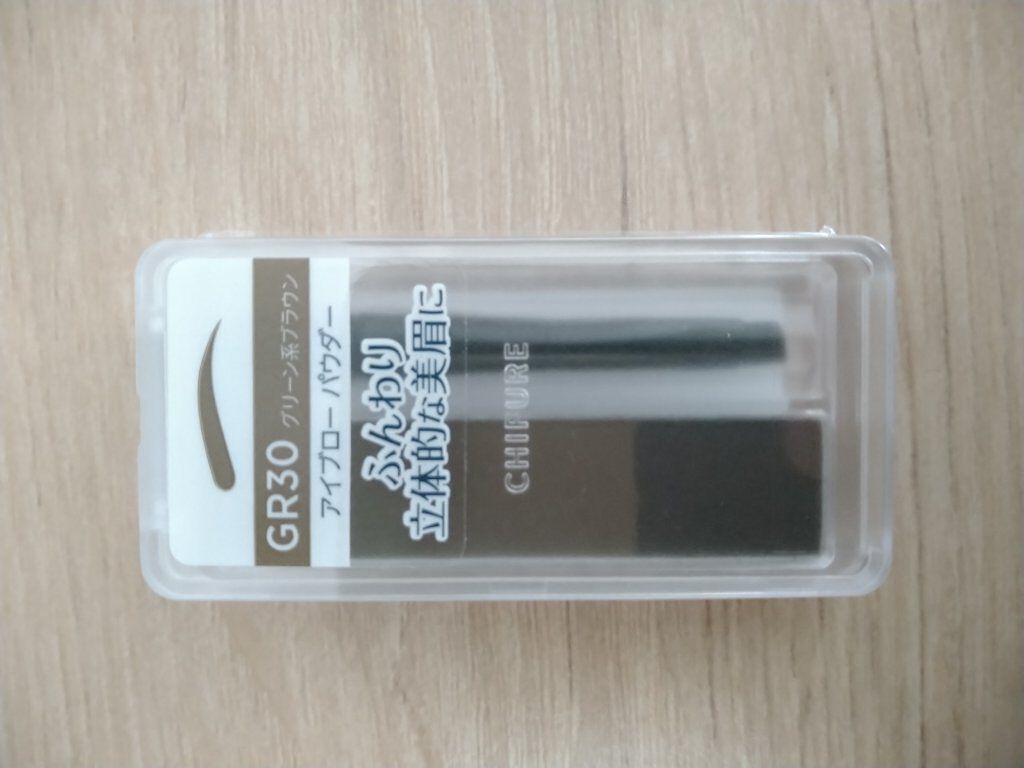 GR30 グリーン系ブラウン
アイブロー パウダー
ふんわり
立体的な美眉に
CHIFURE